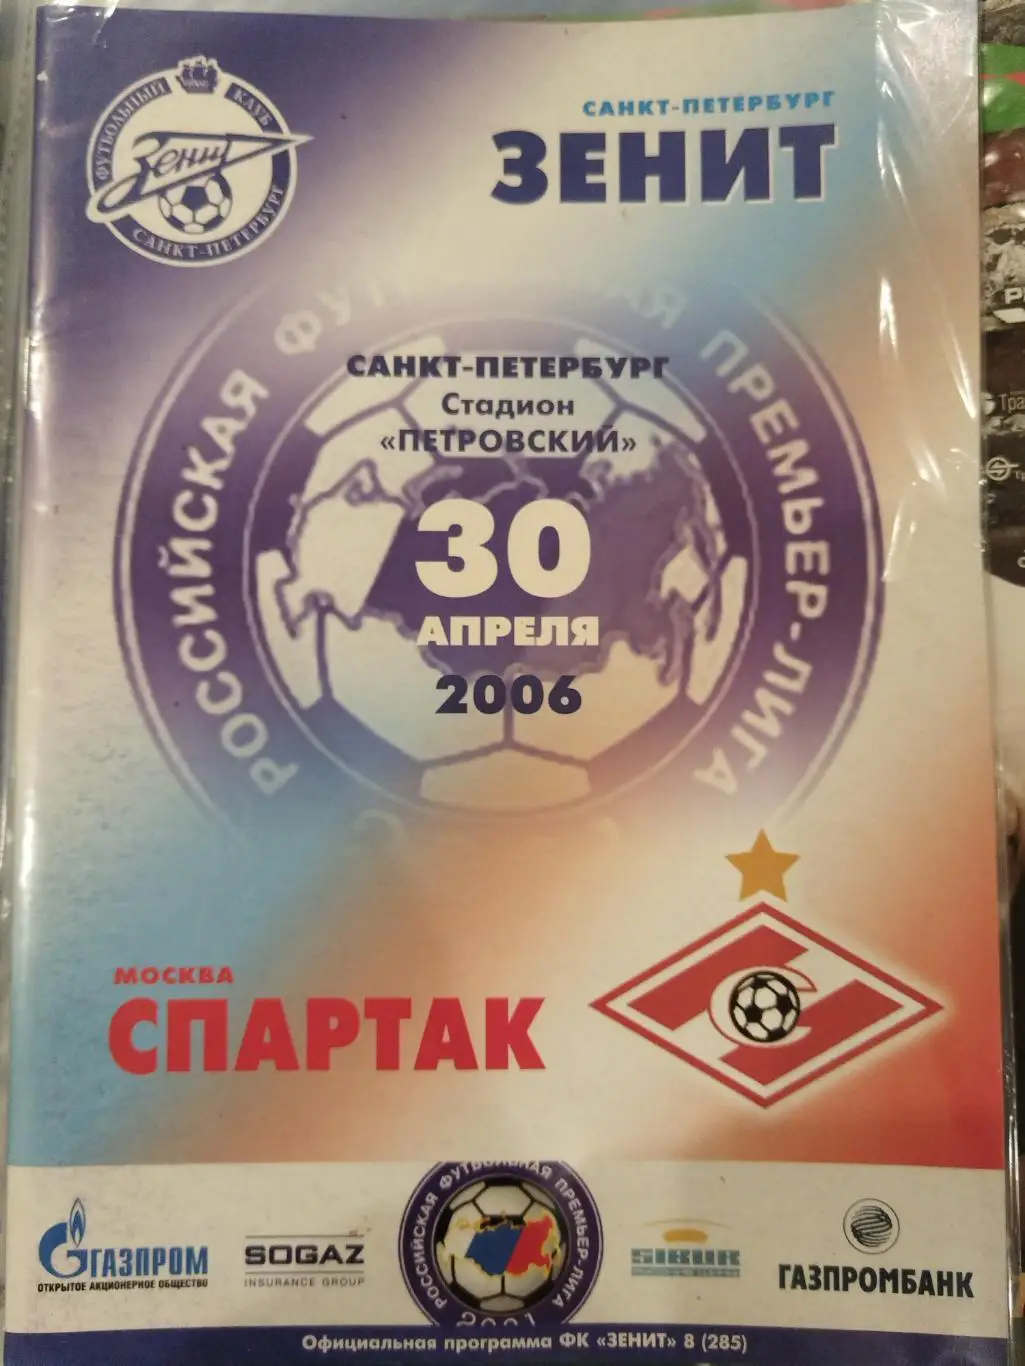 ФУТБОЛЬНЫЙ КЛУБ
Зенит
САНКТ-ПЕТЕРБУРГ
САНКТ-ПЕТЕРБУРГ
ЗЕНИТ
РОССИЙСКАЯ ПРЕМЬЕР-ЛИГА
САНКТ-ПЕТЕРБУРГ
Стадион
«ПЕТРОВСКИЙ»
30
АПРЕЛЯ
2006
МОСКВА
СПАРТАК
ГАЗПРОМ
ОТКРЫТОЕ АКЦИОНЕРНОЕ ОБЩЕСТВО
SOGAZ
INSURANCE GROUP
РОССИЙСКАЯ ФУТБОЛЬНАЯ ПРЕМЬЕР-ЛИГА
2001
SIBUR
ГАЗПРОМБАНК
Официальная программа ФК «ЗЕНИТ» 8 (285)